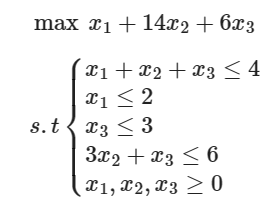 max x₁ + 14x₂ + 6x₃
s.t { x₁ + x₂ + x₃ ≤ 4
x₁ ≤ 2
x₃ ≤ 3
3x₂ + x₃ ≤ 6
x₁, x₂, x₃ ≥ 0